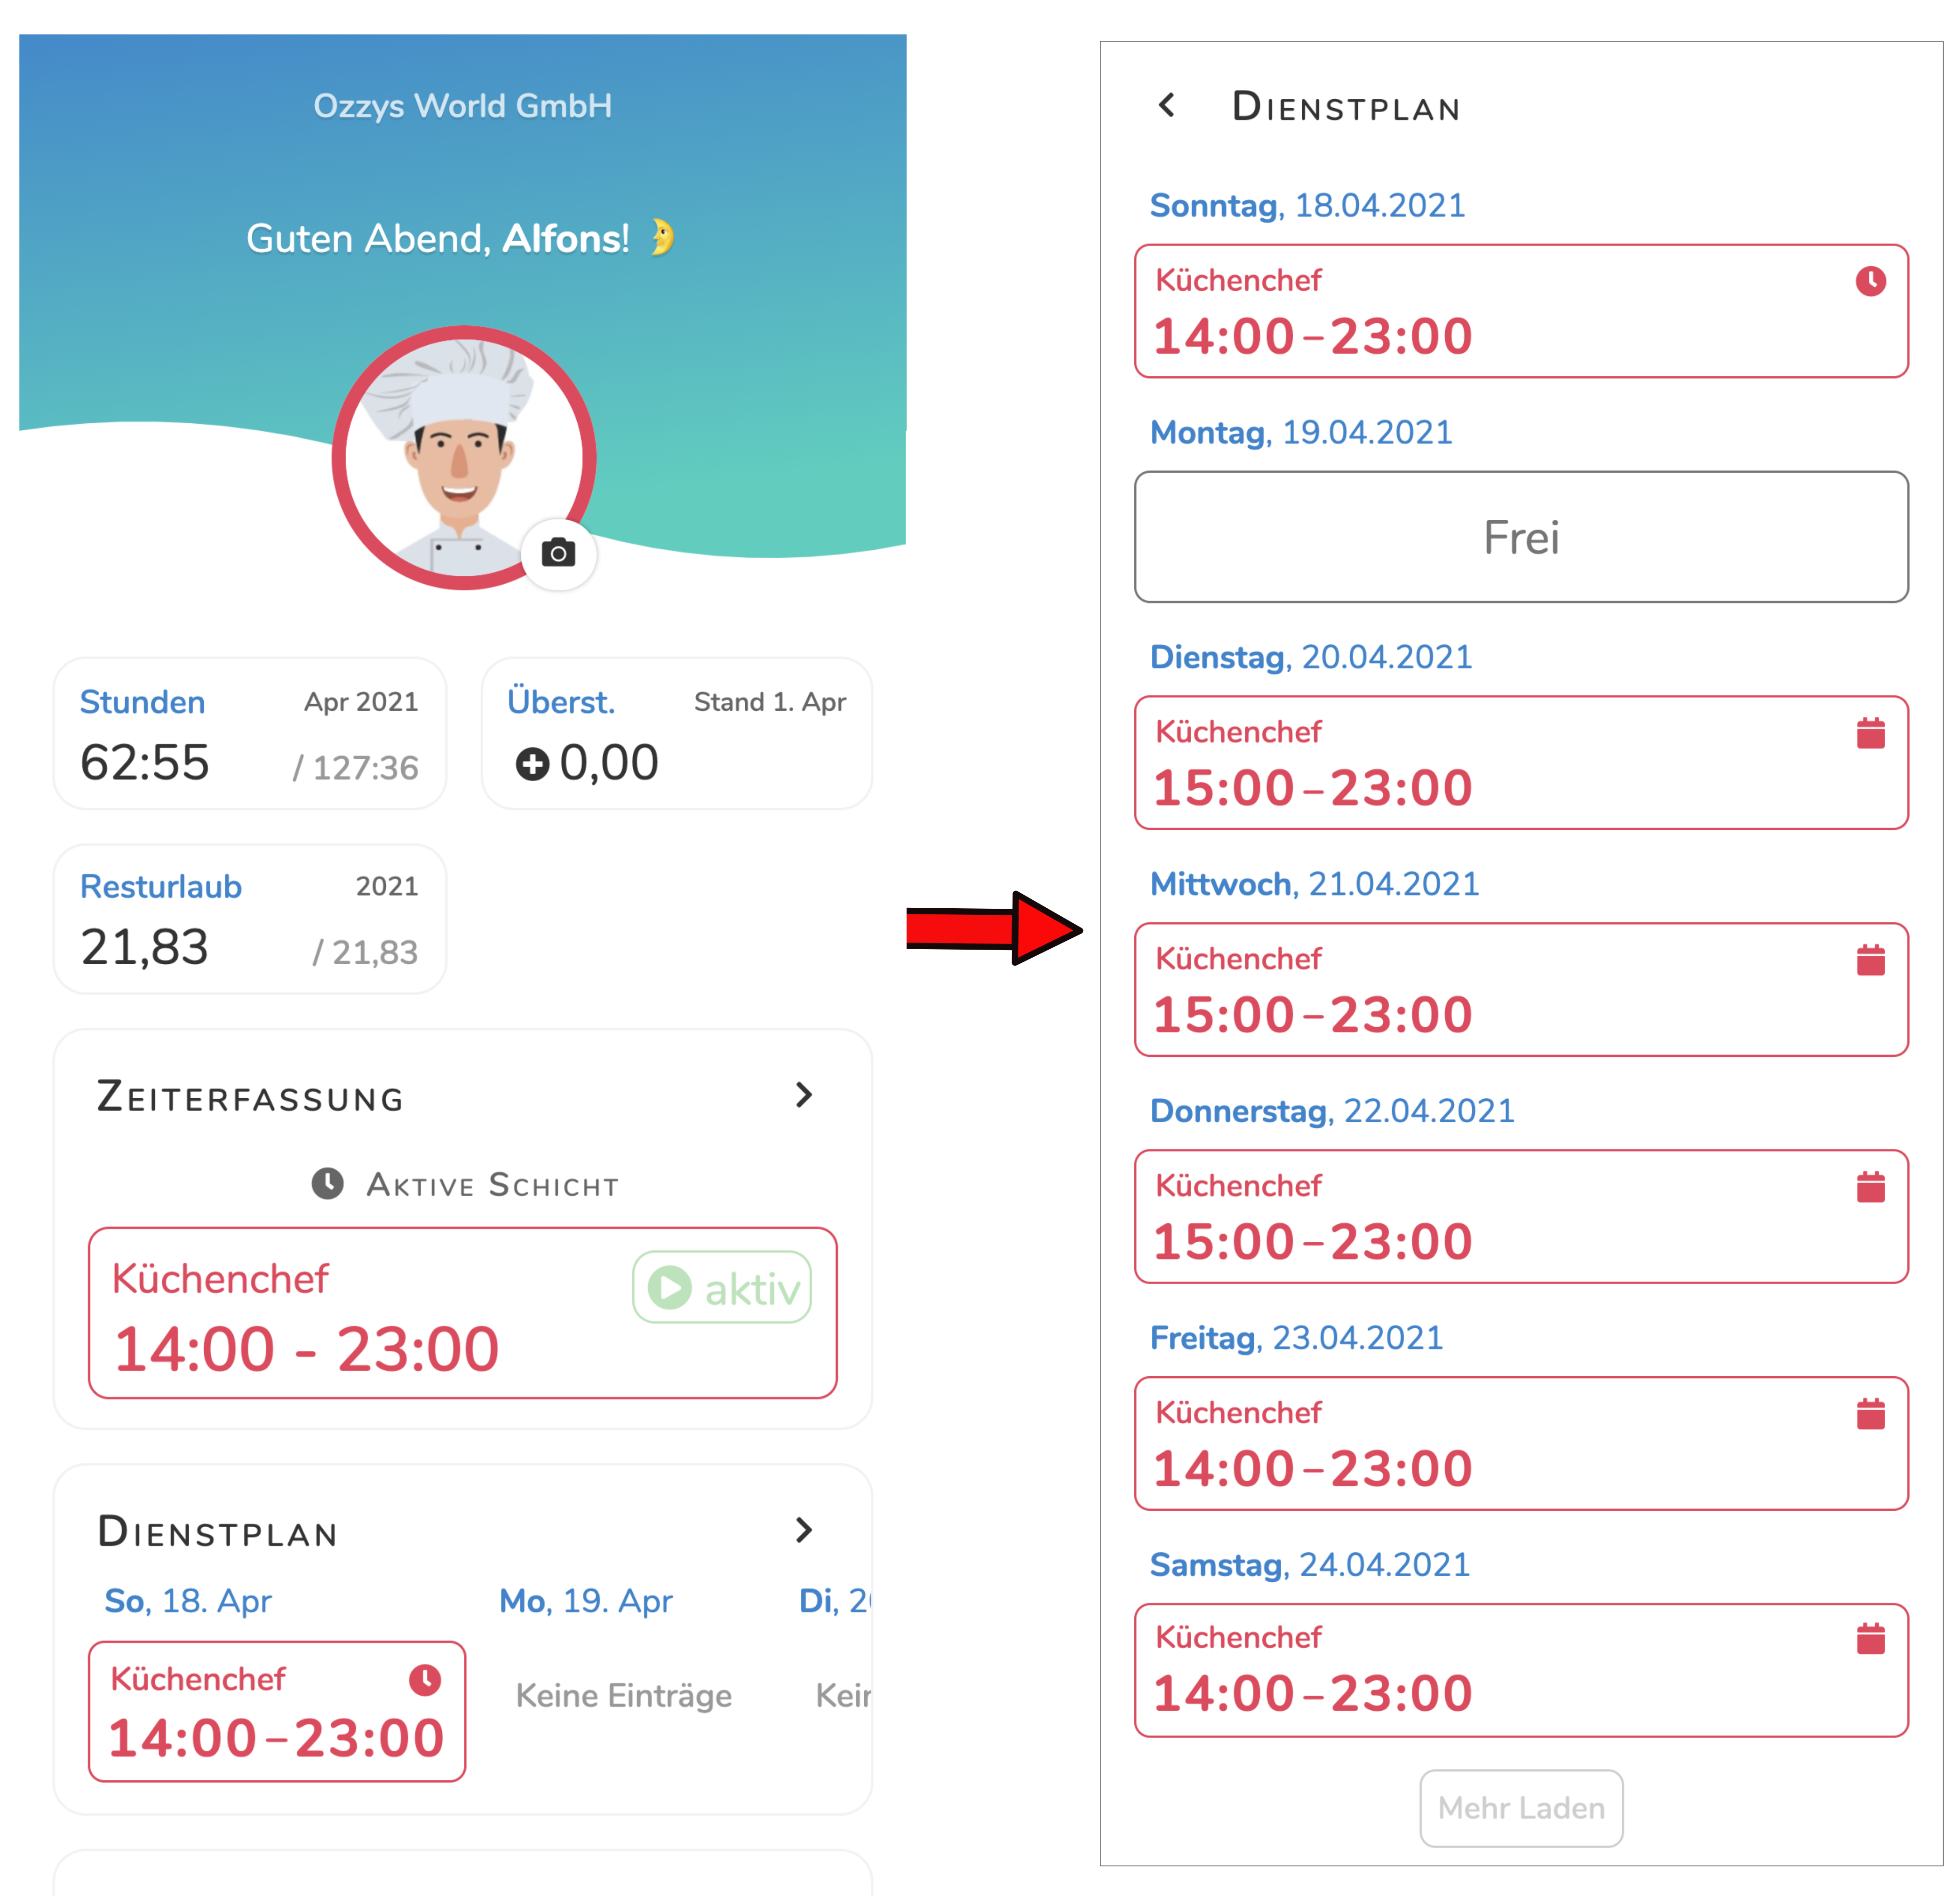 Ozzys World GmbH
Guten Abend, Alfons! 🌛
Stunden Apr 2021
62:55 / 127:36
Überst. Stand 1. Apr
0,00
Resturlaub 2021
21,83 / 21,83
Zeiterfassung
Aktive Schicht
Küchenchef
aktiv
14:00 - 23:00
Dienstplan
So, 18. Apr
Küchenchef
14:00–23:00
Mo, 19. Apr
Keine Einträge
Di, 2
Kei
Dienstplan
Sonntag, 18.04.2021
Küchenchef
14:00–23:00
Montag, 19.04.2021
Frei
Dienstag, 20.04.2021
Küchenchef
15:00–23:00
Mittwoch, 21.04.2021
Küchenchef
15:00–23:00
Donnerstag, 22.04.2021
Küchenchef
15:00–23:00
Freitag, 23.04.2021
Küchenchef
14:00–23:00
Samstag, 24.04.2021
Küchenchef
14:00–23:00
Mehr Laden